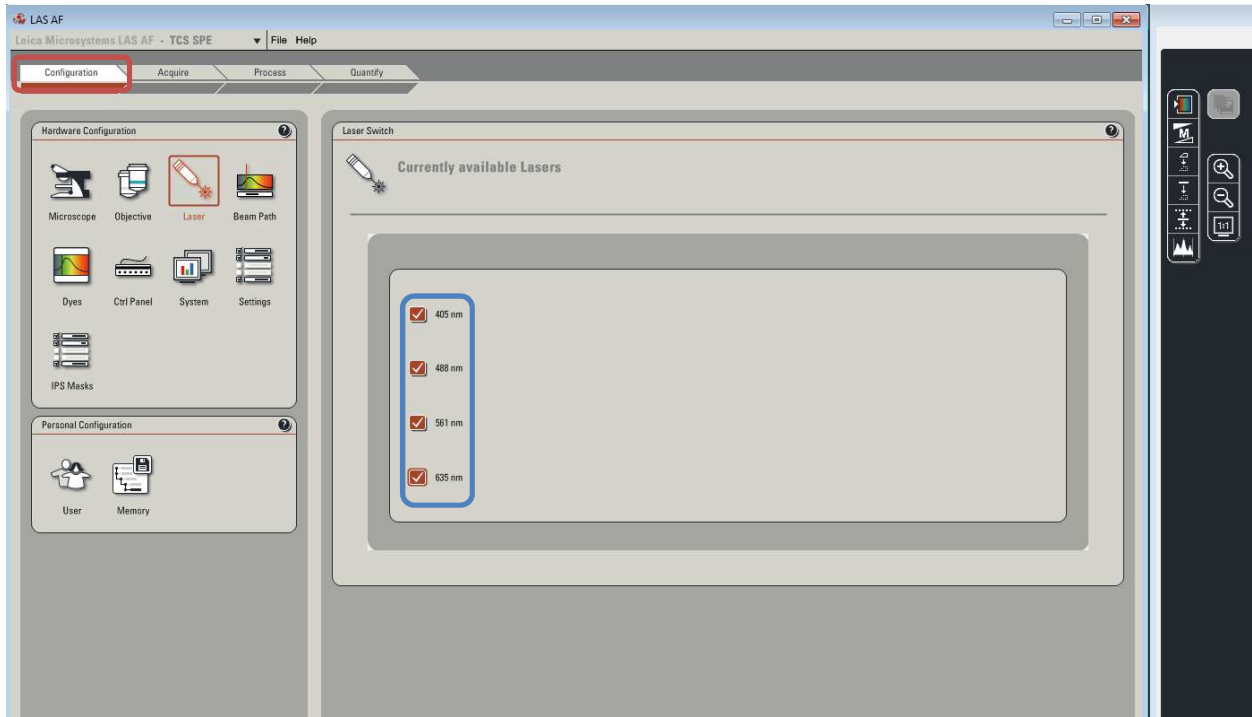 LAS AF
Leica Microsystems LAS AF - TCS SPE File Help
Configuration Acquire Process Quantify
Hardware Configuration
Microscope Objective Laser Beam Path
Dyes Ctrl Panel System Settings
IPS Masks
Personal Configuration
User Memory
Laser Switch
Currently available Lasers
405 nm
488 nm
561 nm
635 nm
M
1:1